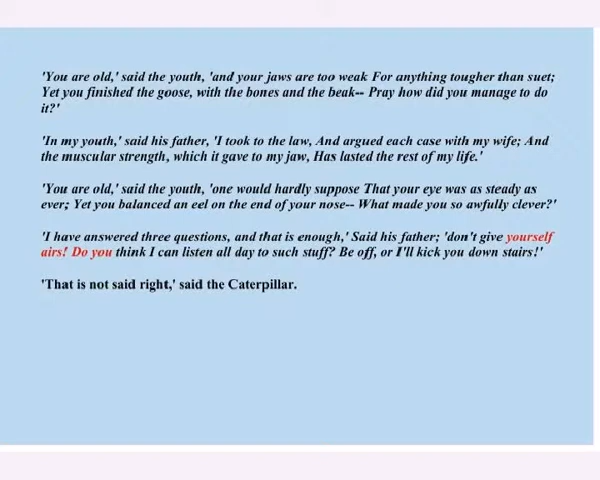 'You are old,' said the youth, 'and your jaws are too weak For anything tougher than suet;
Yet you finished the goose, with the bones and the beak-- Pray how did you manage to do
it?'
'In my youth,' said his father, 'I took to the law, And argued each case with my wife; And
the muscular strength, which it gave to my jaw, Has lasted the rest of my life.'
'You are old,' said the youth, 'one would hardly suppose That your eye was as steady as
ever; Yet you balanced an eel on the end of your nose-- What made you so awfully clever?'
'I have answered three questions, and that is enough,' Said his father; 'don't give yourself
airs! Do you think I can listen all day to such stuff? Be off, or I'll kick you down stairs!'
'That is not said right,' said the Caterpillar.